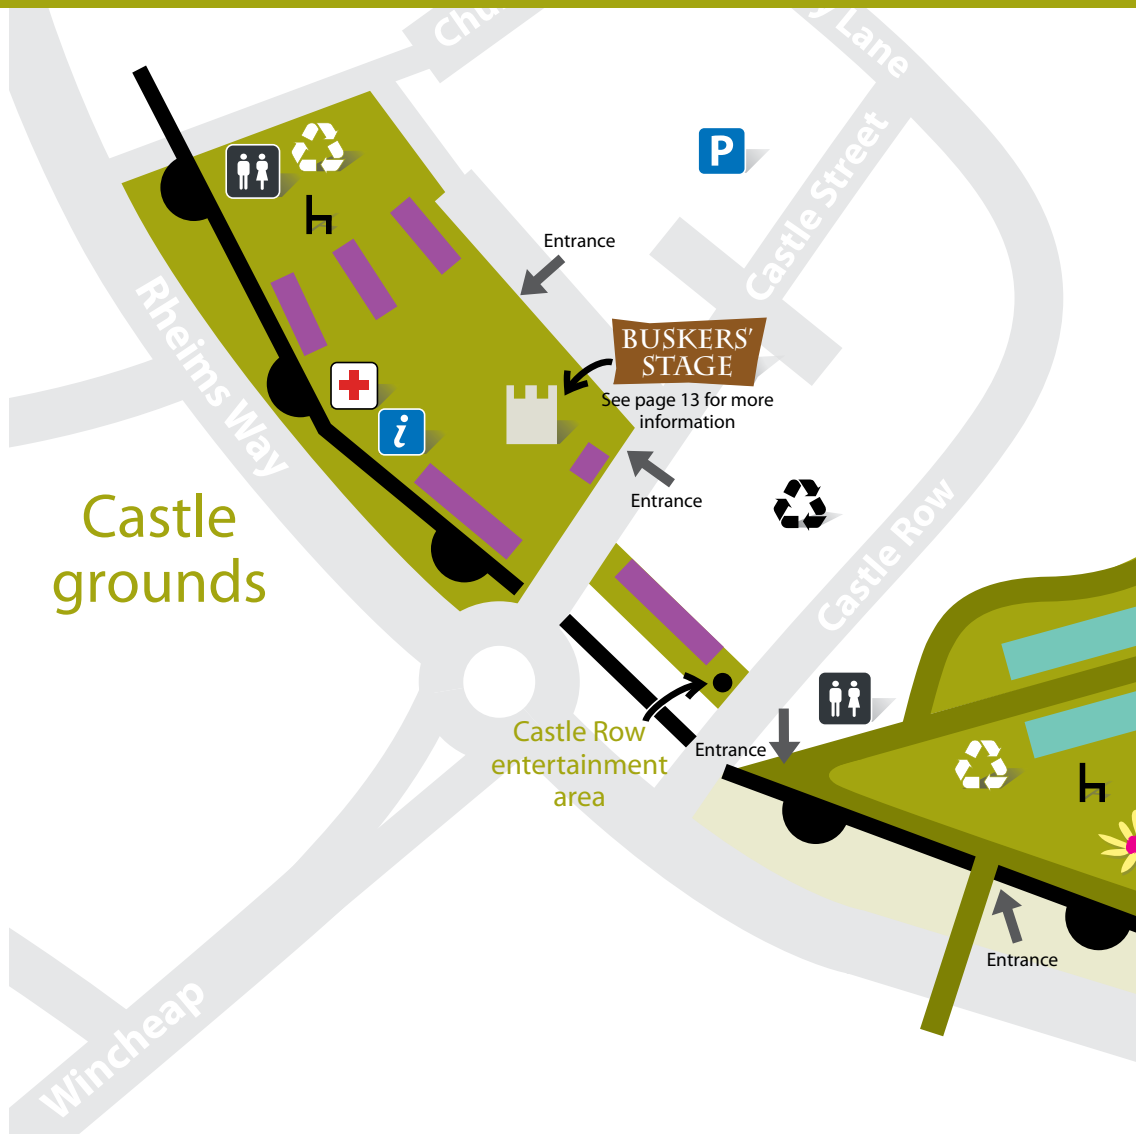 Lane
P
Castle Street
Entrance
Rheims Way
BUSKERS'
STAGE
See page 13 for more
information
i
Entrance
Castle
grounds
Castle Row
Castle Row
entertainment
area
Entrance
Entrance
Wincheap